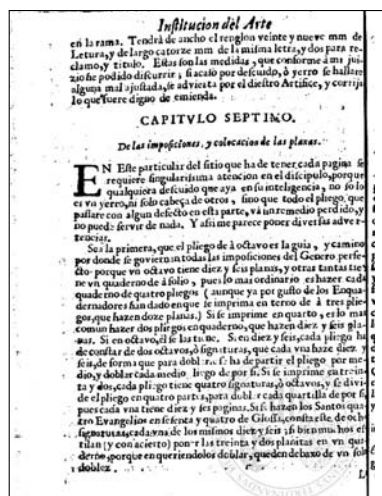 Institucion del Arte
en la rama. Tendrà de ancho el renglon veinte y nueve mm de
Letura, y de largo catorze mm de la misma letra, y dos para re-
clamo, y titulo. Estas son las medidas, que conforme à mi jui-
zio he podido discurrir; si acaso por descuido, ò yerro se hallare
alguna mal ajustada, se advierta por el diestro Artifice, y corrija
lo que fuere digno de emienda.
CAPITVLO SEPTIMO.
De las imposiciones, y colocacion de las planas.
EN Este particular del sitio que ha de tener cada pagina se
requiere singularissima atencion en el discipulo, porque
qualquiera descuido que aya en su inteligencia, no solo
es vn yerro, ni solo cabeça de otros, sino que todo el pliego, que
passare con algun defecto en esta parte, và sin remedio perdido, y
no puede servir de nada. Y assi me parece poner diversas adver-
tencias.
Sea la primera, que el pliego de à octavo es la guia, y camino
por donde se goviernan todas las imposiciones del Genero perfe-
cto porque vn octavo tiene diez y seis planas, y otras tantas tie-
ne vn quaderno de à folio, pues lo mas ordinario es hazer cada
quaderno de quatro pliegos (aunque ya por gusto de los Enqua-
dernadores han dado en que se imprima en terno de à tres plie-
gos, que hazen doze planas.) Si se imprime en quarto, es lo mas
comun hazer dos pliegos en quaderno, que hazen diez y seis pla-
nas. Si en octavo, èl se las tiene. Si en diez y seis, cada pliego ha
de constar de dos octavos, ò signaturas, que cada vna haze diez y
seis, de forma que para doblar se ha de partir el pliego por me-
dio, y doblar cada medio pliego de por si. Si se imprime en trein-
ta y dos, cada pliego tiene quatro signaturas, ò octavos, y se divi-
de el pliego en quatro partes, para doblar cada quartilla de por si,
pues cada vna tiene diez y seis paginas. Si se hazen los Santos qua-
tro Evangelios en sesenta y quatro de Glossa, consta este de ocho
signaturas, cada vna de los mismos diez y seis; si bien muchos es-
tilan (y con acierto) poner las treinta y dos planitas en vn qua-
derno, porque en queriendolos doblar, queden debaxo de vn solo
doblez.